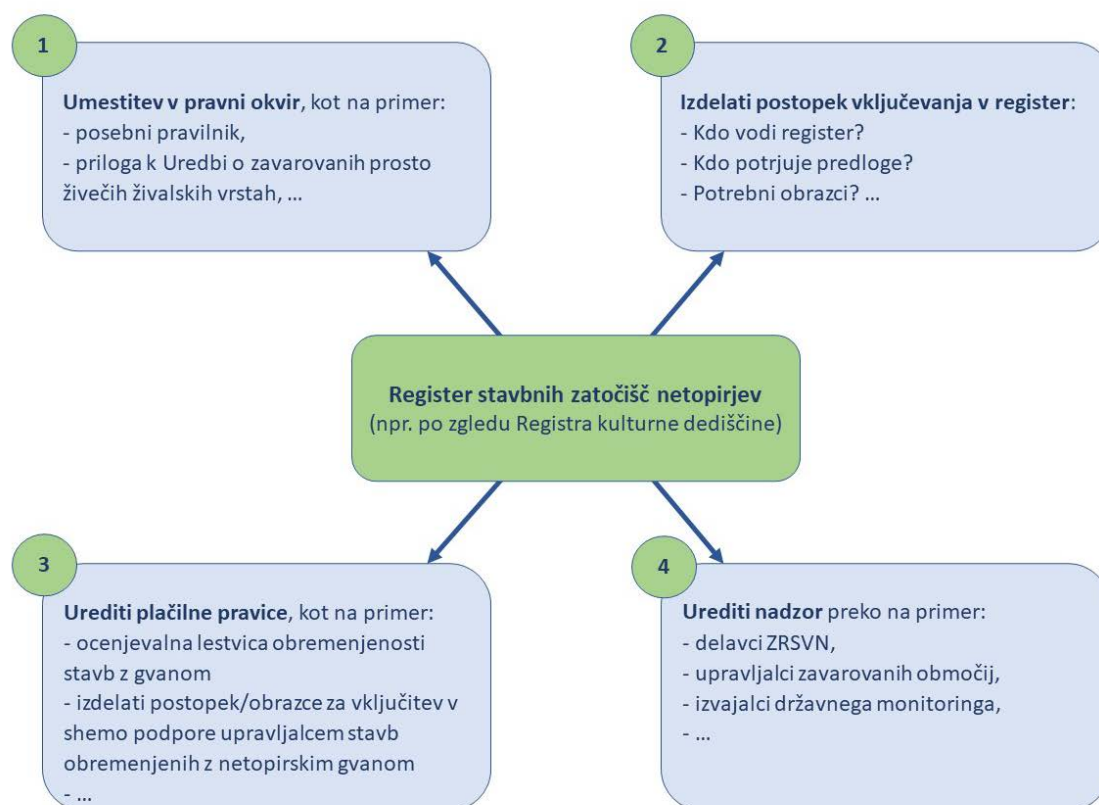 1
Umestitev v pravni okvir, kot na primer:
- posebni pravilnik,
- priloga k Uredbi o zavarovanih prosto
živečih živalskih vrstah, ...
2
Izdelati postopek vključevanja v register:
- Kdo vodi register?
- Kdo potrjuje predloge?
- Potrebni obrazci? ...
Register stavbnih zatočišč netopirjev
(npr. po zgledu Registra kulturne dediščine)
3
Urediti plačilne pravice, kot na primer:
- ocenjevalna lestvica obremenjenosti
stavb z gvanom
- izdelati postopek/obrazce za vključitev v
shemo podpore upravljalcem stavb
obremenjenih z netopirskim gvanom
- ...
4
Urediti nadzor preko na primer:
- delavci ZRSVN,
- upravljalci zavarovanih območij,
- izvajalci državnega monitoringa,
- ...